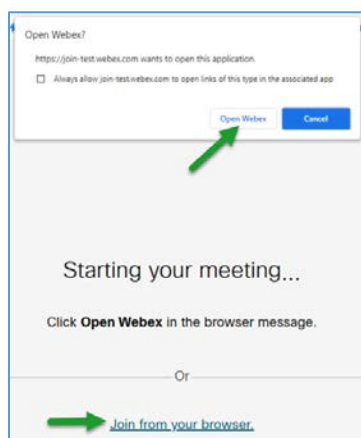 Open Webex?
https://join-test.webex.com wants to open this application.
Always allow join-test.webex.com to open links of this type in the associated app
Open Webex
Cancel
Starting your meeting...
Click Open Webex in the browser message.
Or
Join from your browser.